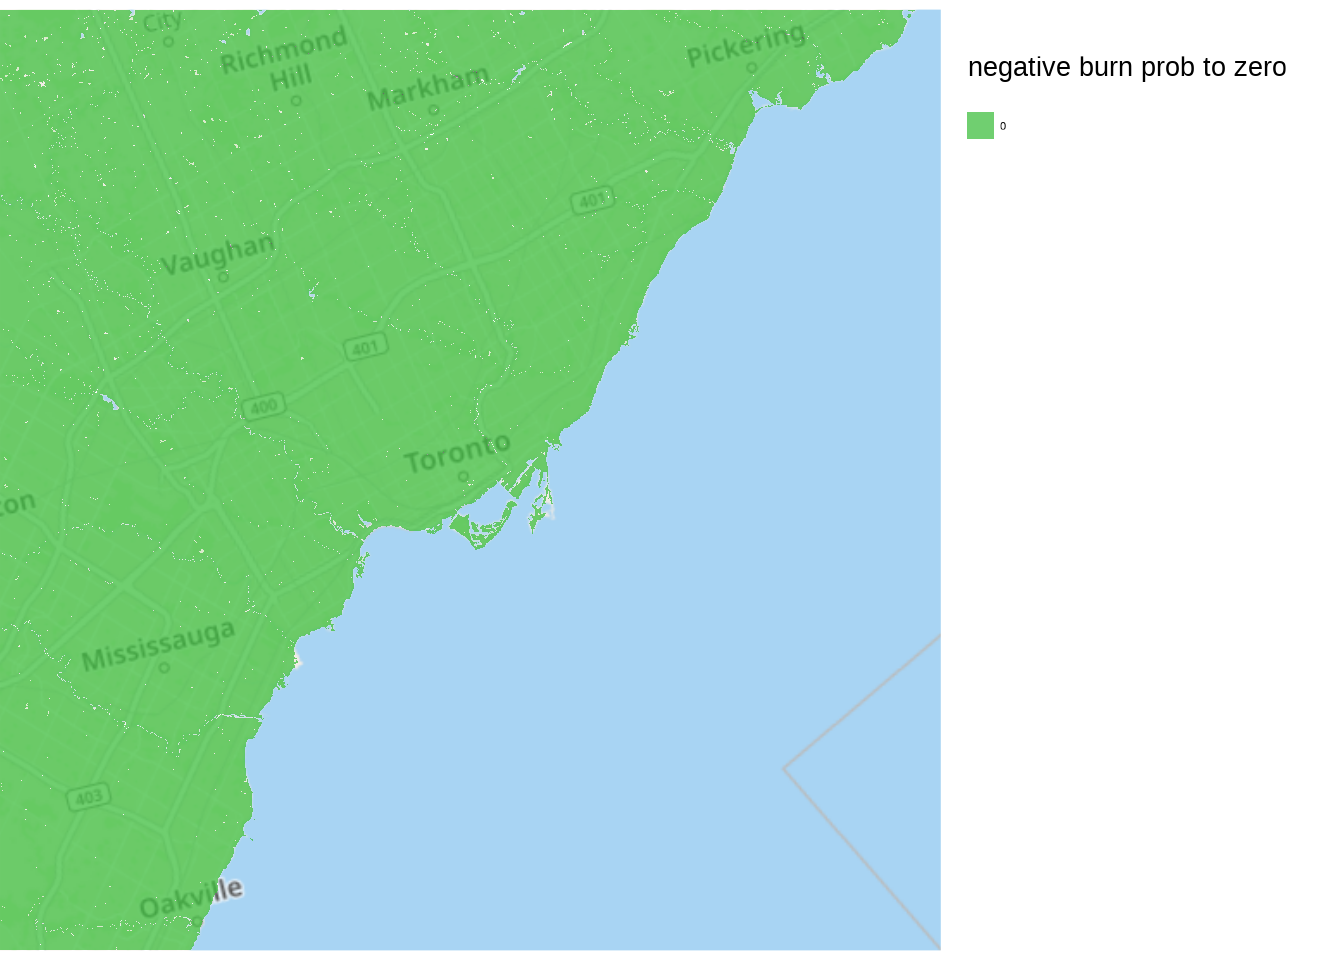 City
Richmond
Hill
Markham
Pickering
401
Vaughan
401
400
Toronto
Mississauga
403
Oakville
negative burn prob to zero
0